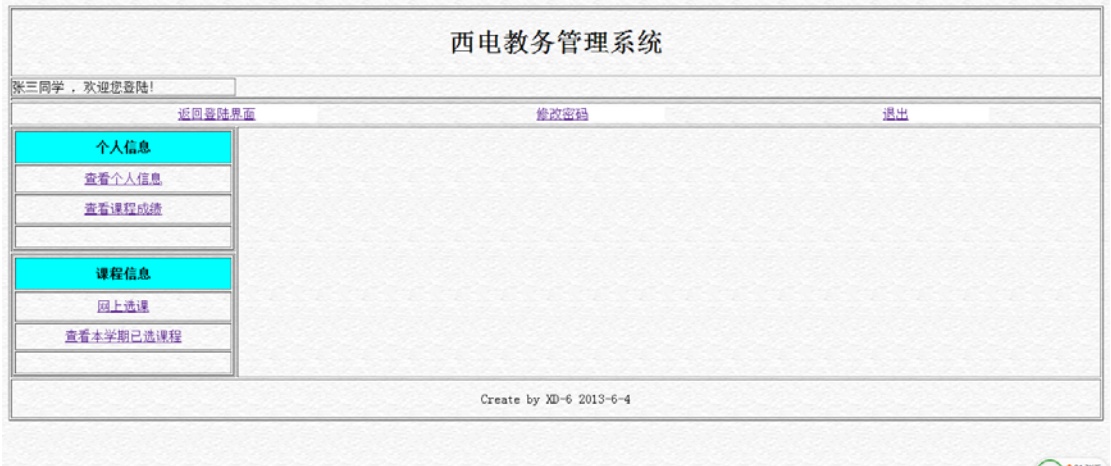 西电教务管理系统
张三同学 ，欢迎您登陆!
返回登陆界面 修改密码 退出
个人信息
查看个人信息
查看课程成绩
课程信息
网上选课
查看本学期已选课程
Create by XD-6 2013-6-4